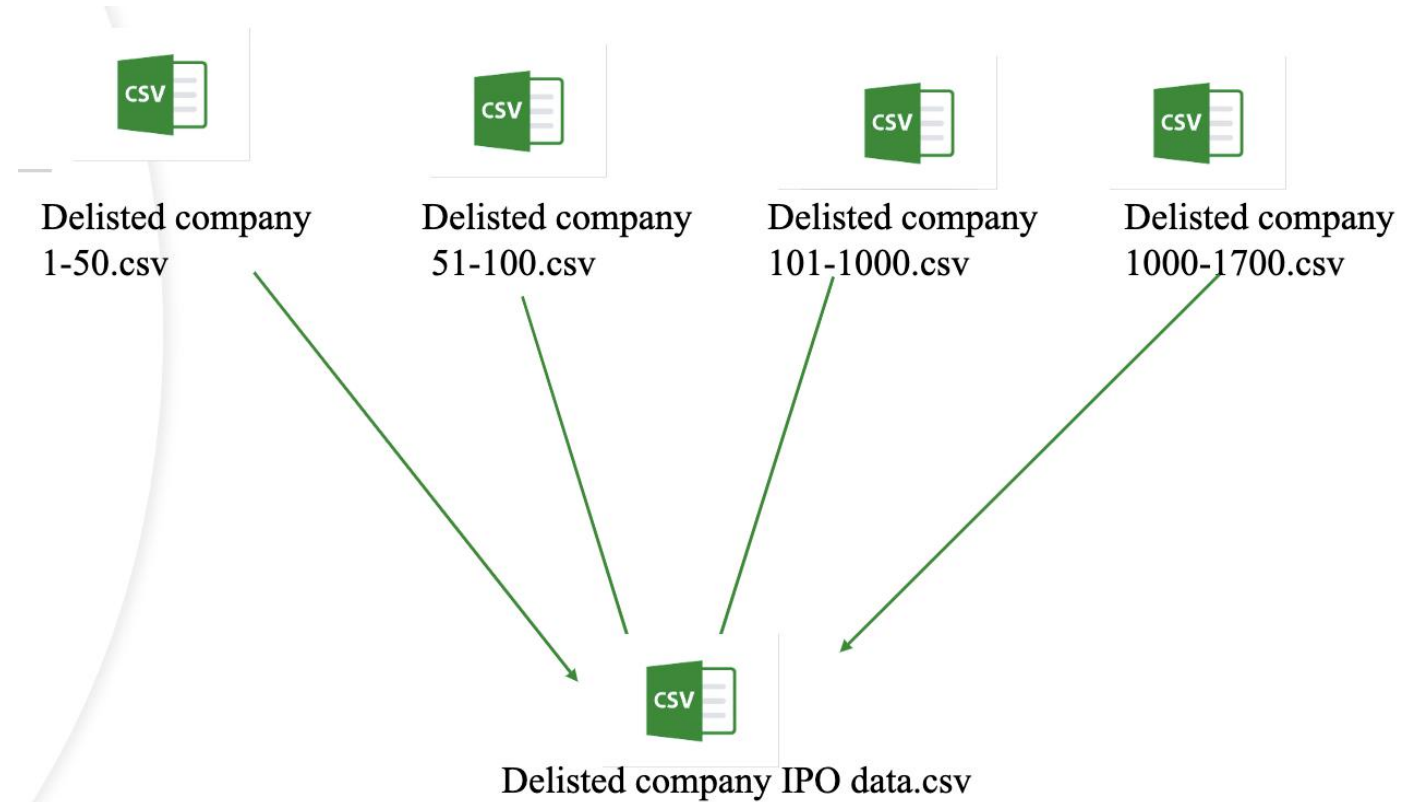 CSV
CSV
CSV
CSV
Delisted company
1-50.csv
Delisted company
51-100.csv
Delisted company
101-1000.csv
Delisted company
1000-1700.csv
CSV
Delisted company IPO data.csv